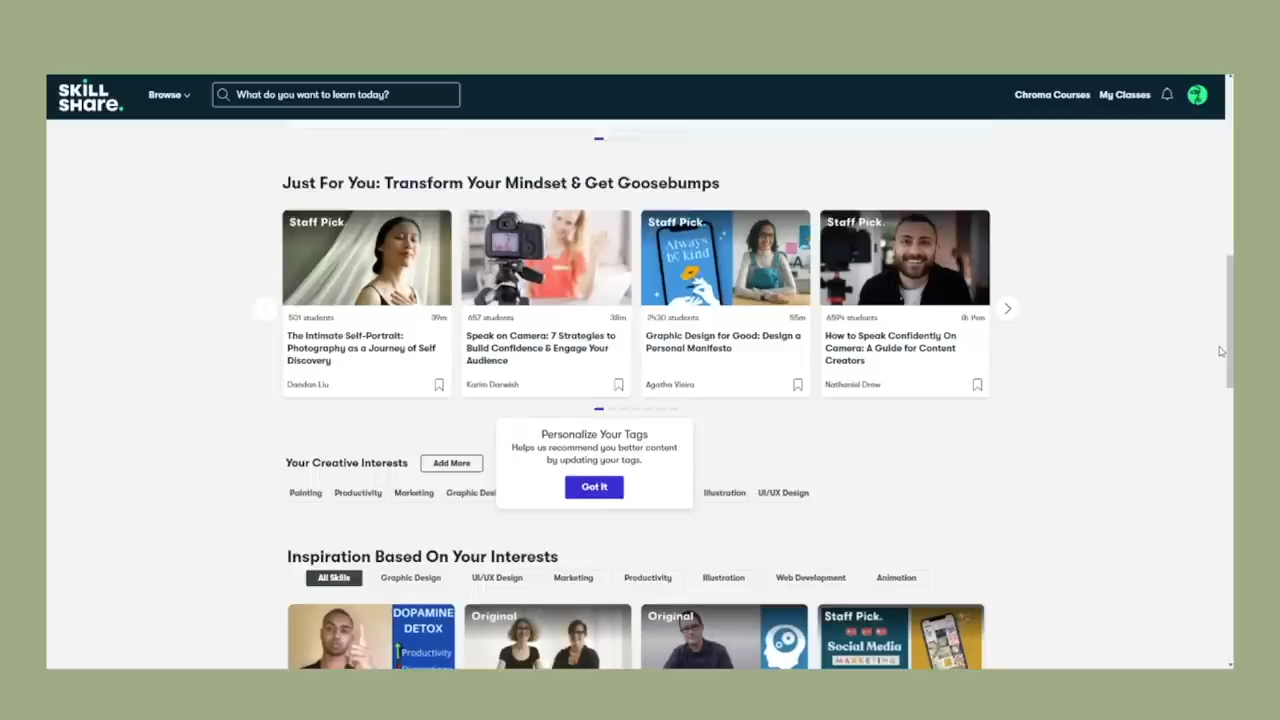 SKILL SHARE.
Browse
What do you want to learn today?
Chroma Courses
My Classes
Just For You: Transform Your Mindset & Get Goosebumps
Staff Pick.
Staff Pick.
Always be kind
Staff Pick.
501 students
39m
The Intimate Self-Portrait:
Photography as a Journey of Self
Discovery
Dandan Liu
657 students
38m
Speak on Camera: 7 Strategies to
Build Confidence & Engage Your
Audience
Karim Darwish
2430 students
55m
Graphic Design for Good: Design a
Personal Manifesto
Agatha Vieira
6594 students
How to Speak Confidently On
Camera: A Guide for Content
Creators
Nathaniel Drew
Personalize Your Tags
Helps us recommend you better content
by updating your tags.
Got It
Your Creative Interests
Add More
Painting
Productivity
Marketing
Graphic Desi
Illustration
UI/UX Design
Inspiration Based On Your Interests
All Skills
Graphic Design
UI/UX Design
Marketing
Productivity
Illustration
Web Development
Animation
DOPAMINE
DETOX
Productivity
Original
Original
Staff Pick.
Social Media
MARKETING